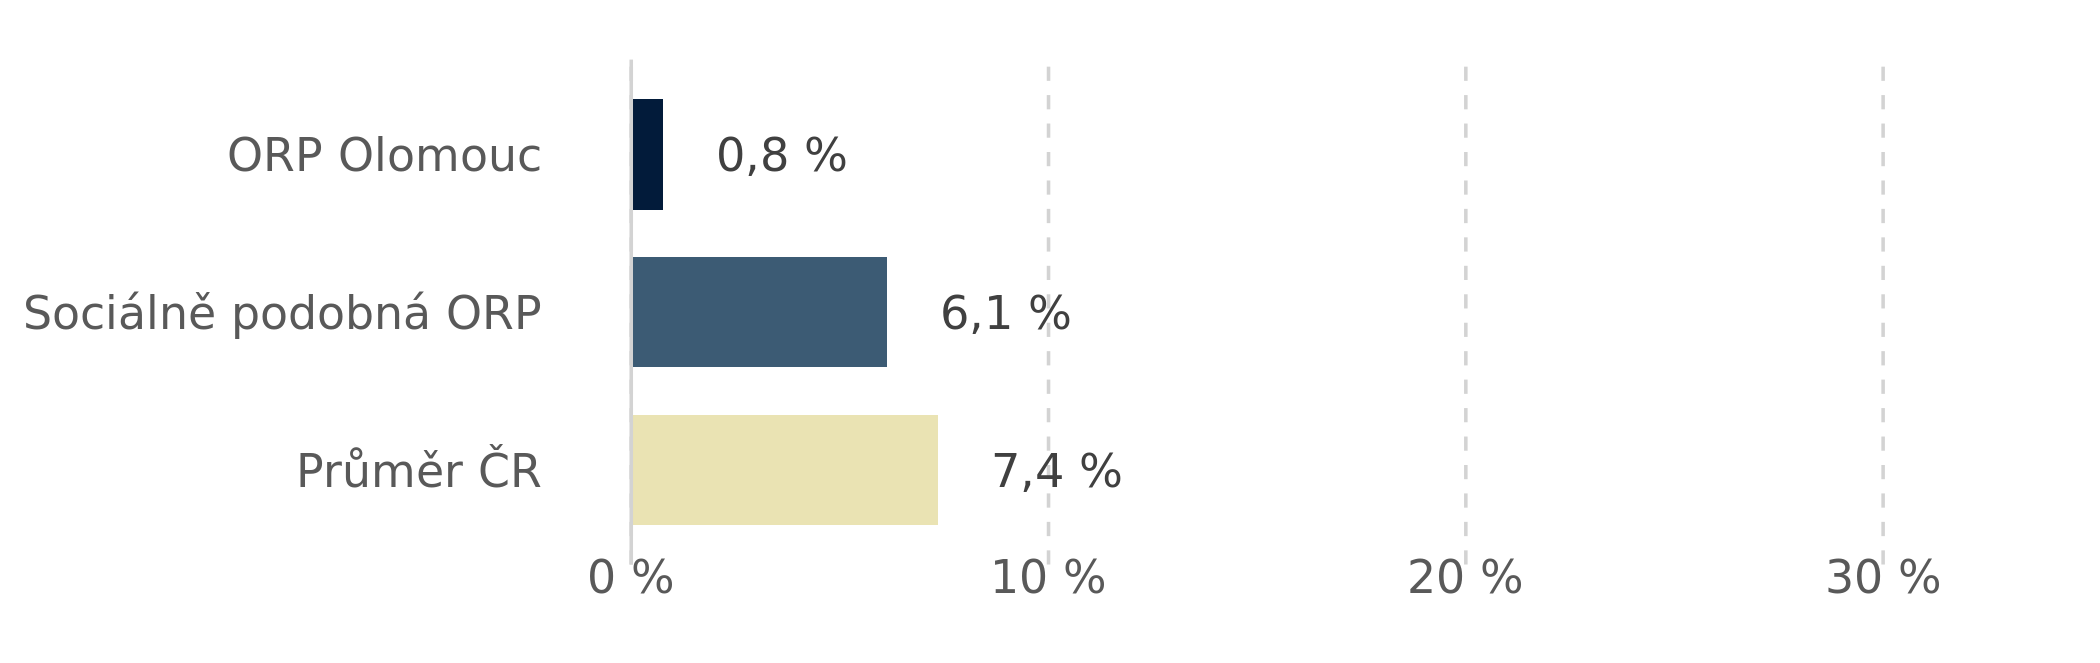 ORP Olomouc 0,8 %
Sociálně podobná ORP 6,1 %
Průměr ČR 7,4 %
0 % 10 % 20 % 30 %